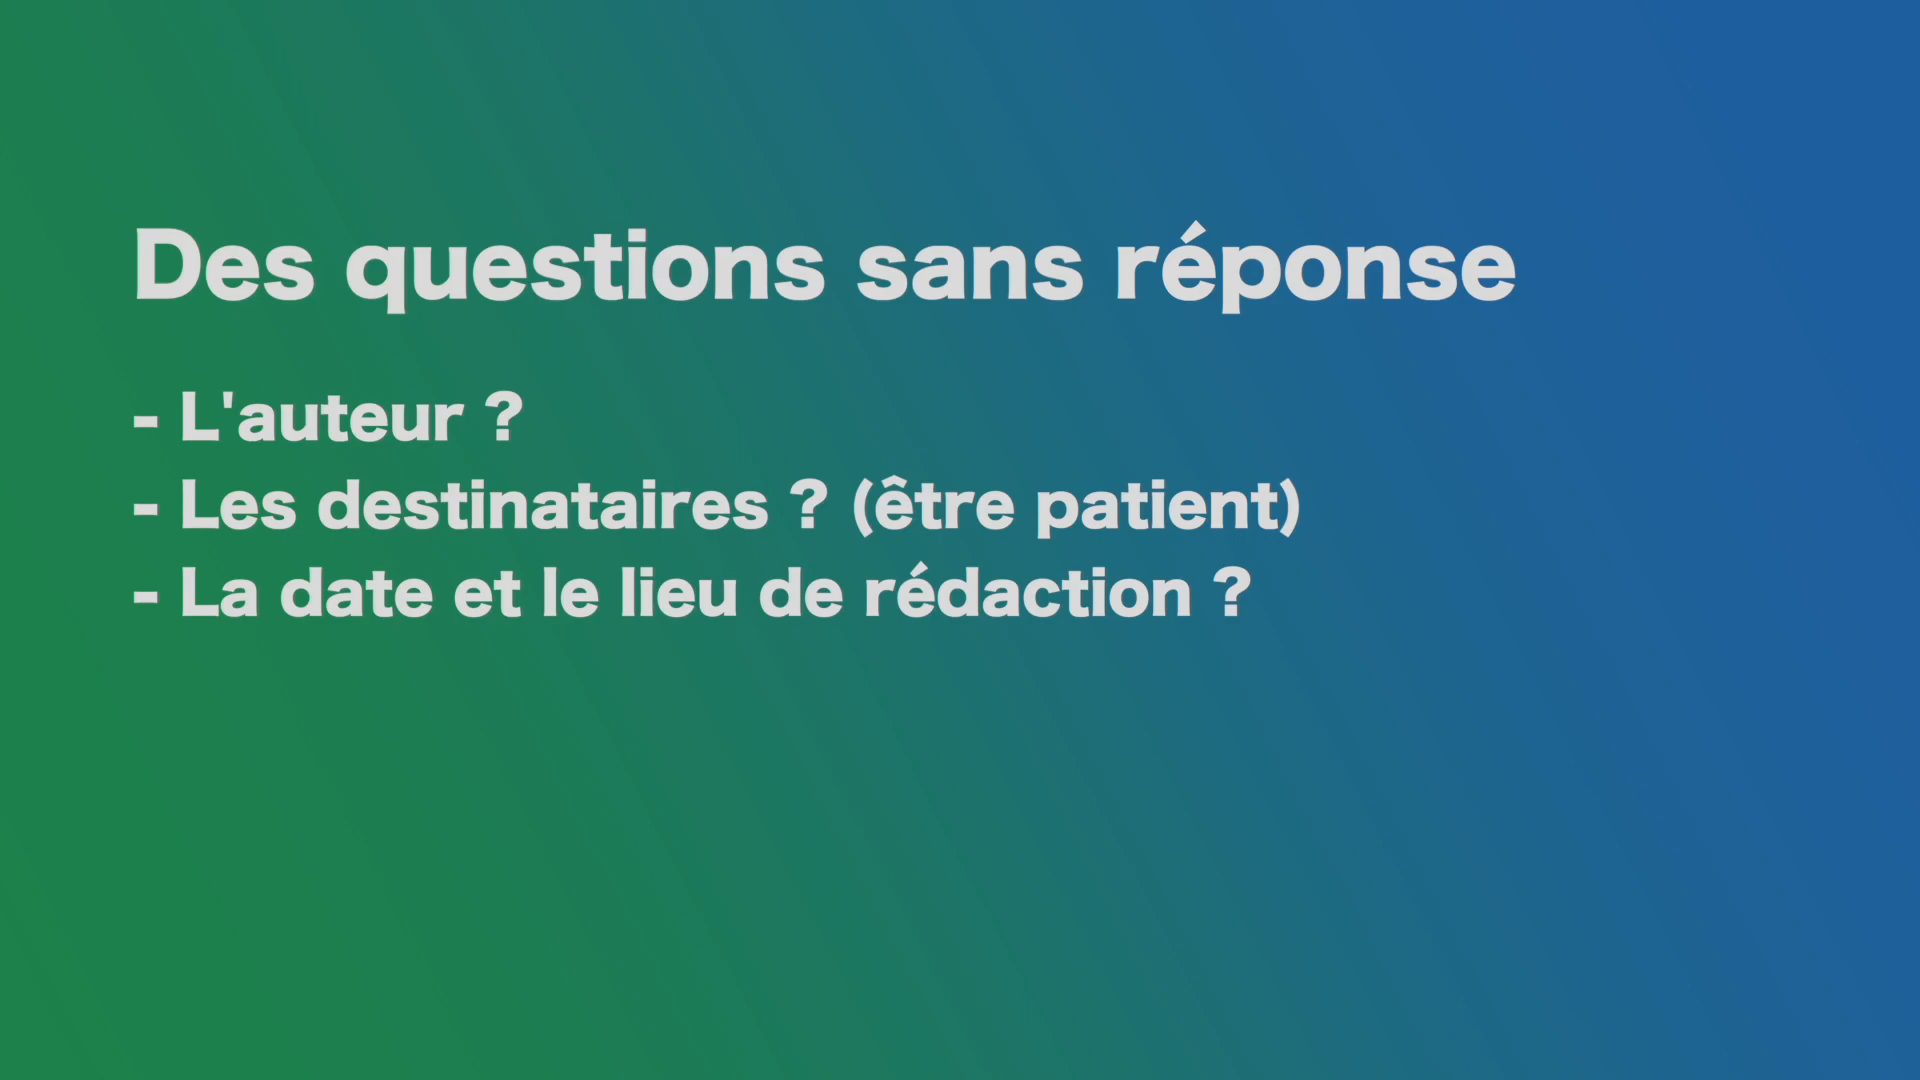 Des questions sans réponse
- L'auteur ?
- Les destinataires ? (être patient)
- La date et le lieu de rédaction ?